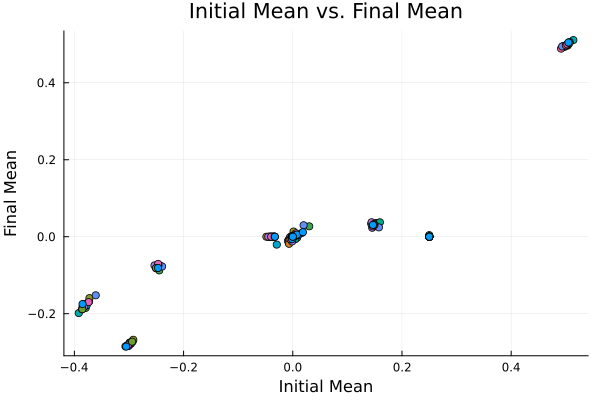 Initial Mean vs. Final Mean
Final Mean
0.4
0.2
0.0
−0.2
−0.4 −0.2 0.0 0.2 0.4
Initial Mean